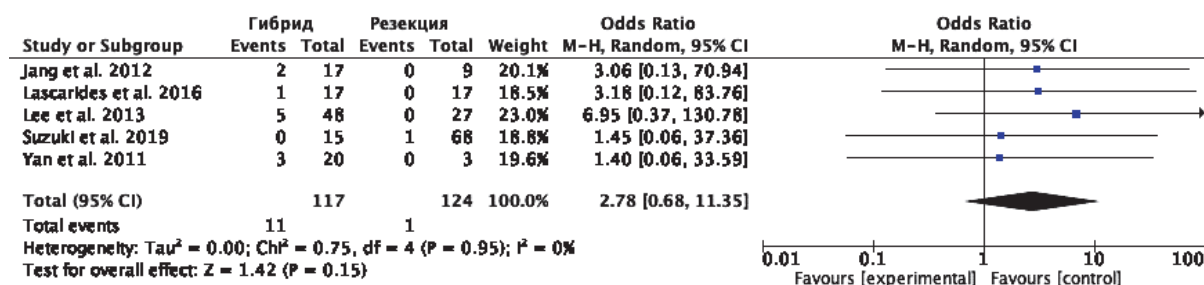 Гибрид Резекция Odds Ratio Odds Ratio
Study or Subgroup Events Total Events Total Weight M-H, Random, 95% CI M-H, Random, 95% CI
Jang et al. 2012 2 17 0 9 20.1% 3.06 [0.13, 70.94]
Lascarides et al. 2016 1 17 0 17 18.5% 3.18 [0.12, 83.76]
Lee et al. 2013 5 48 0 27 23.0% 6.95 [0.37, 130.78]
Suzuki et al. 2019 0 15 1 68 18.8% 1.45 [0.06, 37.36]
Yan et al. 2011 3 20 0 3 19.6% 1.40 [0.06, 33.59]
Total (95% CI) 117 124 100.0% 2.78 [0.68, 11.35]
Total events 11 1
Heterogeneity: Tau² = 0.00; Chi² = 0.75, df = 4 (P = 0.95); I² = 0%
Test for overall effect: Z = 1.42 (P = 0.15)
0.01 0.1 1 10 100
Favours [experimental] Favours [control]